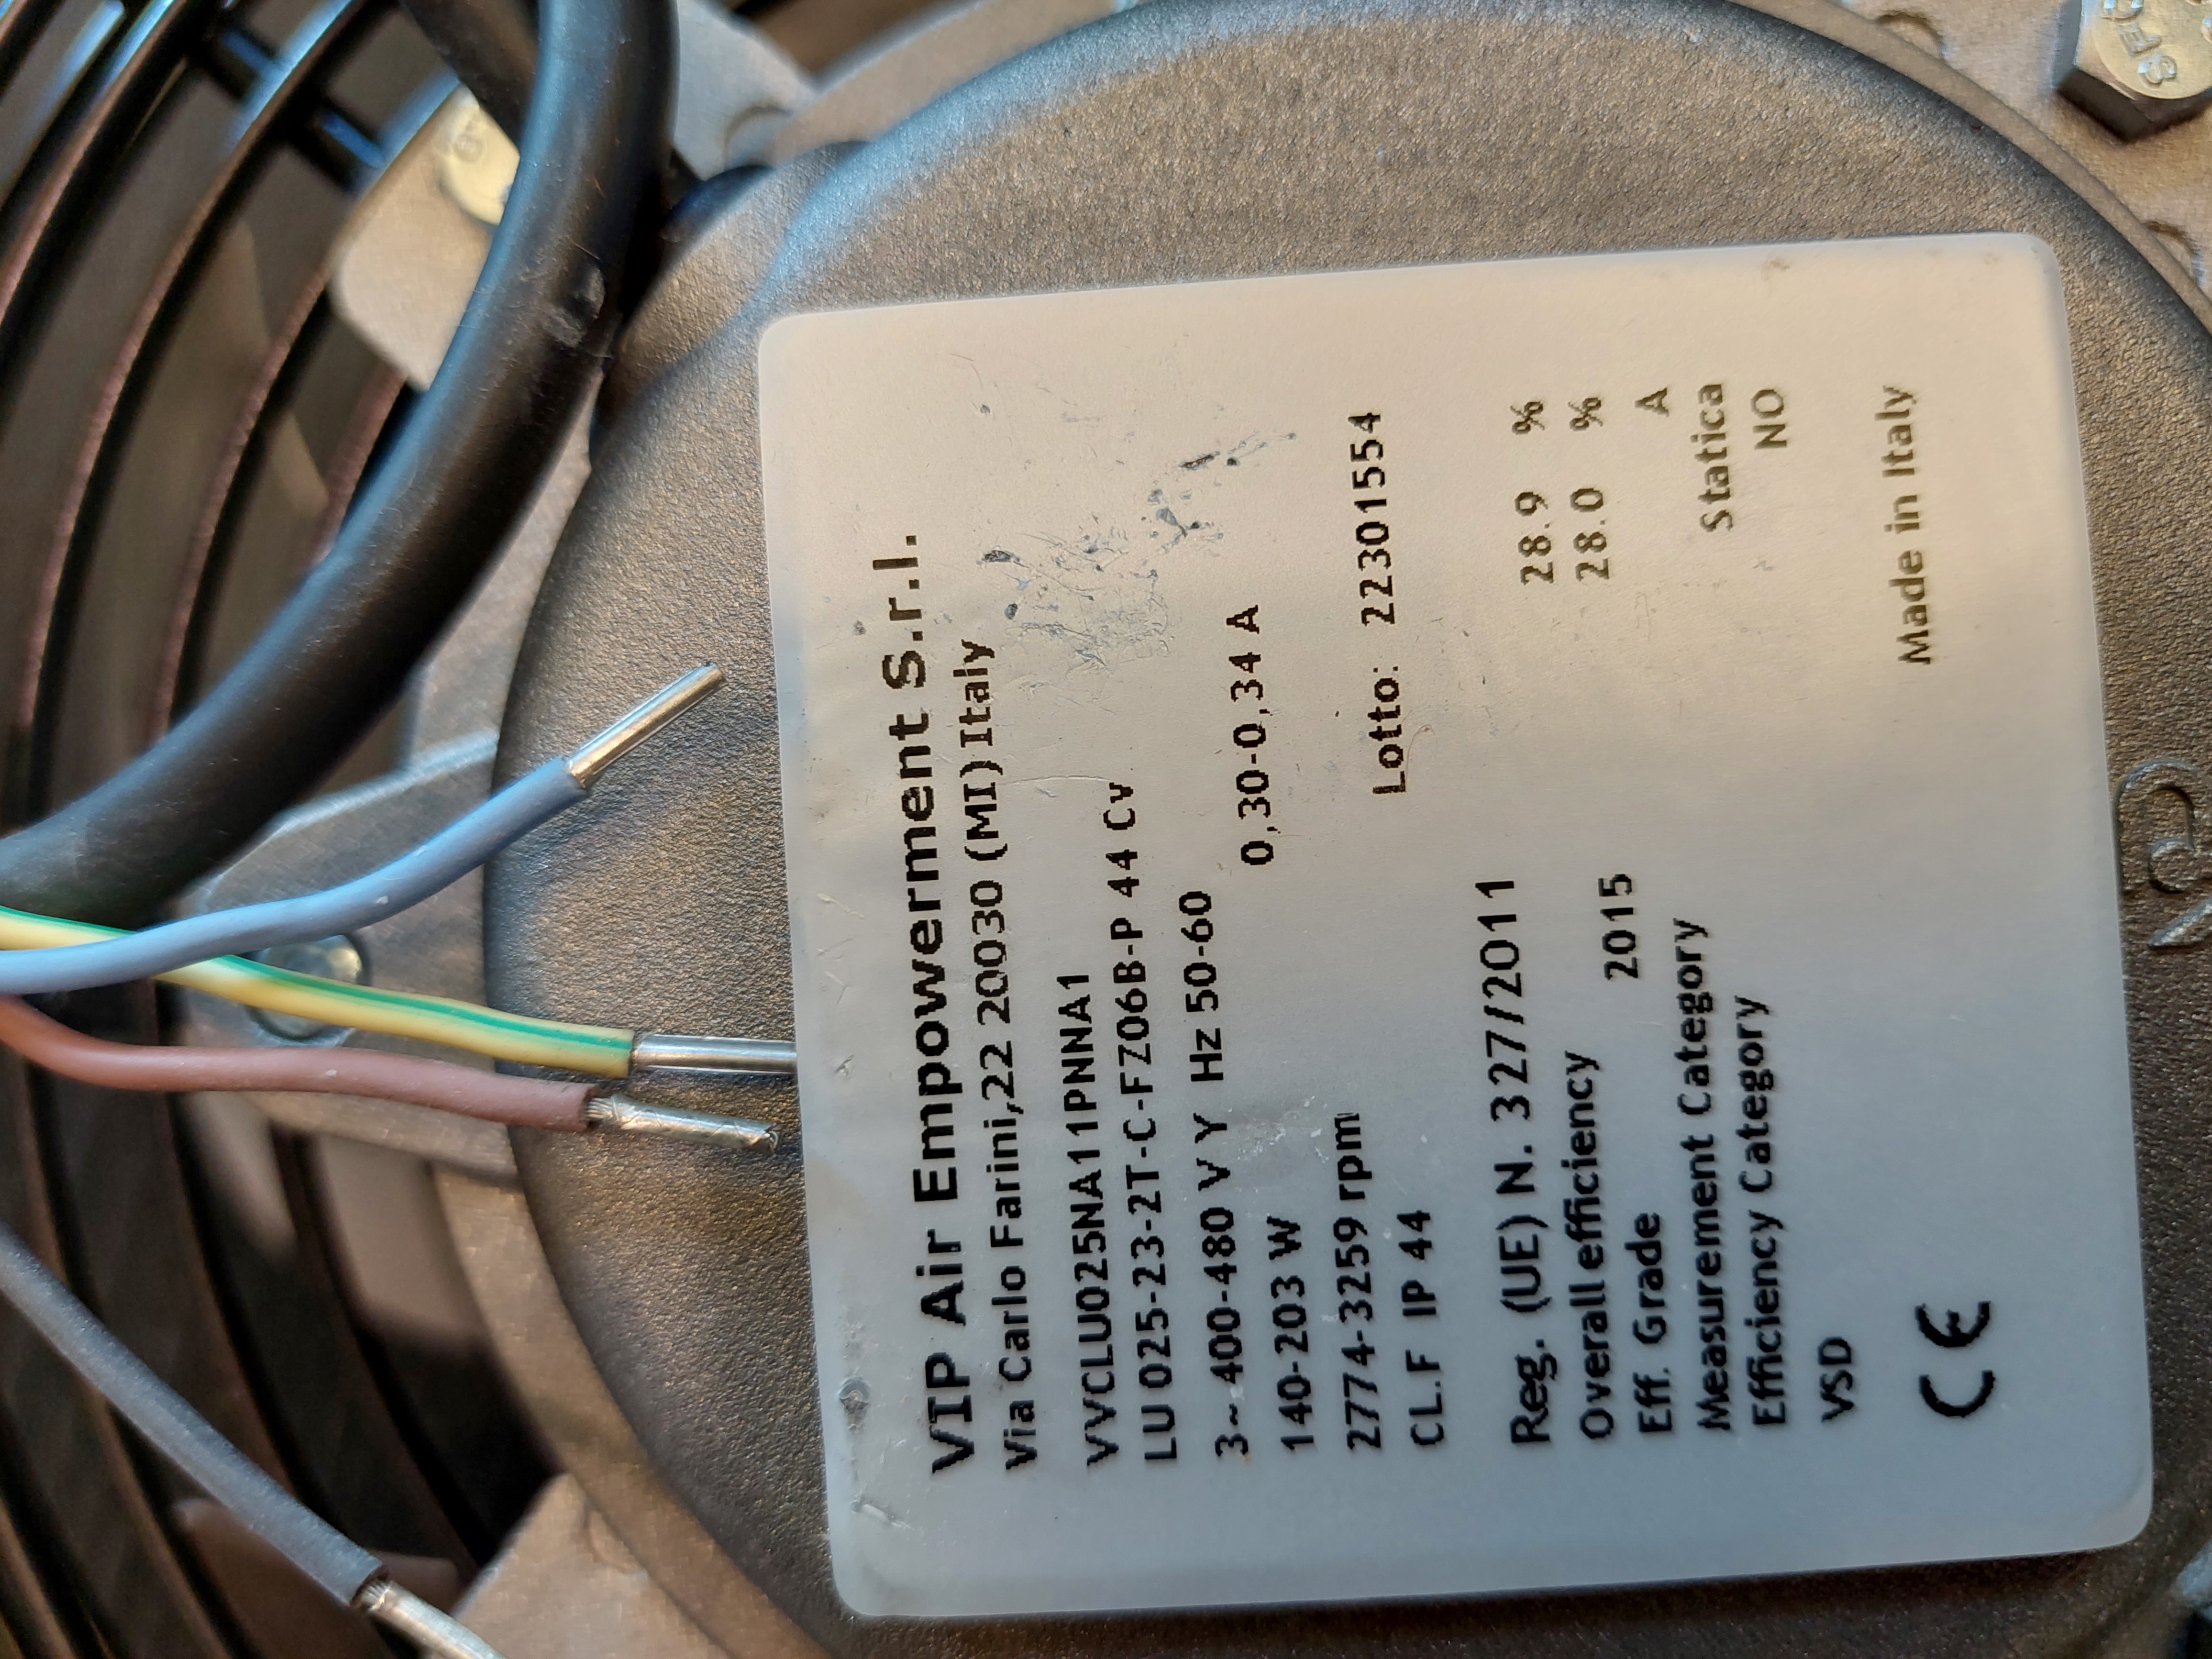 VIP Air Empowerment S.r.l.
Via Carlo Farini,22 20030 (MI) Italy
VVCLU025NA11PNNA1
LU 025-23-2T-C-FZ06B-P 44 Cv
3~ 400-480 V Y Hz 50-60
140-203 W 0,30-0,34 A
2774-3259 rpm
CL.F IP 44 Lotto: 22301554
Reg. (UE) N. 327/2011 28.9 %
Overall efficiency 28.0 %
Eff. Grade 2015 A
Measurement Category Statica
Efficiency Category NO
VSD
CE Made in Italy